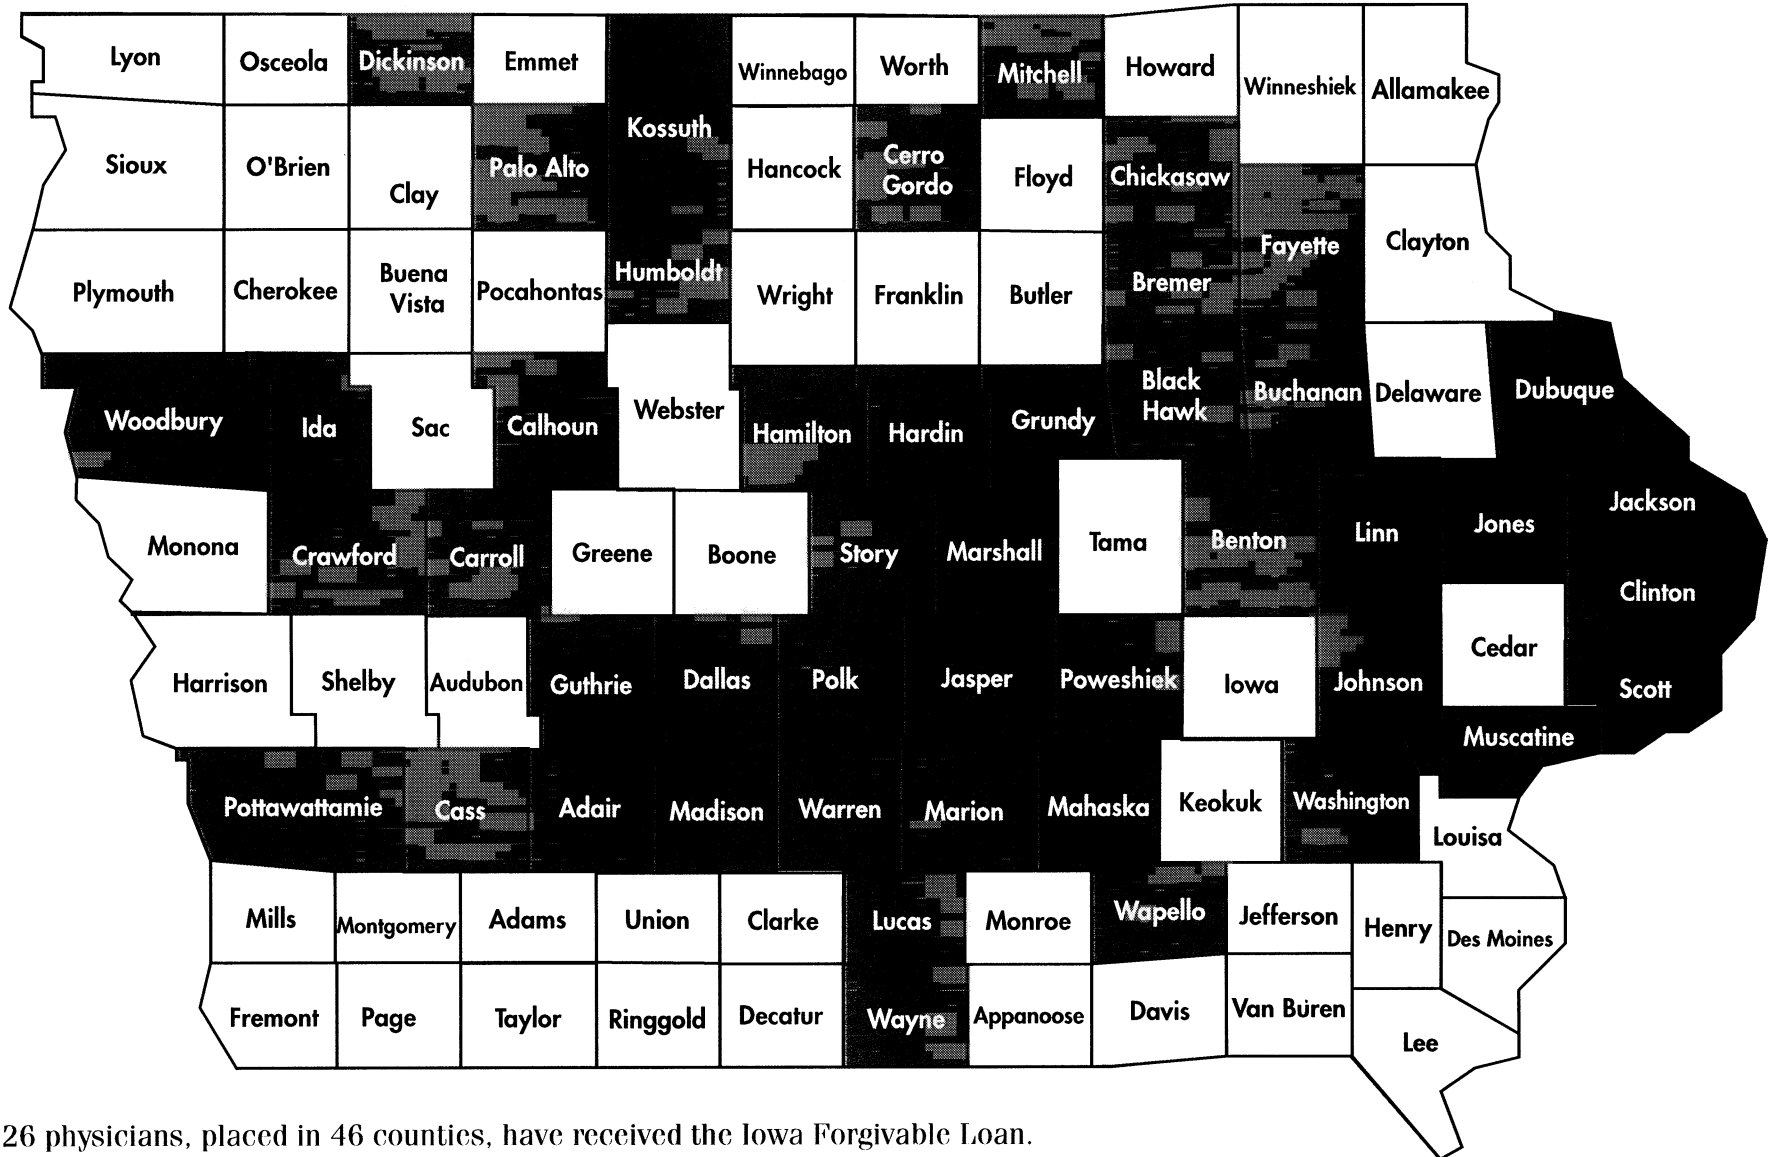 Lyon
Osceola
Dickinson
Emmet
Kossuth
Winnebago
Worth
Mitchell
Howard
Winneshiek
Allamakee
Sioux
O'Brien
Clay
Palo Alto
Hancock
Cerro
Gordo
Floyd
Chickasaw
Fayette
Clayton
Plymouth
Cherokee
Buena
Vista
Pocahontas
Humboldt
Wright
Franklin
Butler
Bremer
Woodbury
Ida
Sac
Calhoun
Webster
Hamilton
Hardin
Grundy
Black
Hawk
Buchanan
Delaware
Dubuque
Monona
Crawford
Carroll
Greene
Boone
Story
Marshall
Tama
Benton
Linn
Jones
Jackson
Clinton
Harrison
Shelby
Audubon
Guthrie
Dallas
Polk
Jasper
Poweshiek
Iowa
Johnson
Cedar
Scott
Muscatine
Pottawattamie
Cass
Adair
Madison
Warren
Marion
Mahaska
Keokuk
Washington
Louisa
Mills
Montgomery
Adams
Union
Clarke
Lucas
Monroe
Wapello
Jefferson
Henry
Des Moines
Fremont
Page
Taylor
Ringgold
Decatur
Wayne
Appanoose
Davis
Van Buren
Lee
26 physicians, placed in 46 counties, have received the Iowa Forgivable Loan.